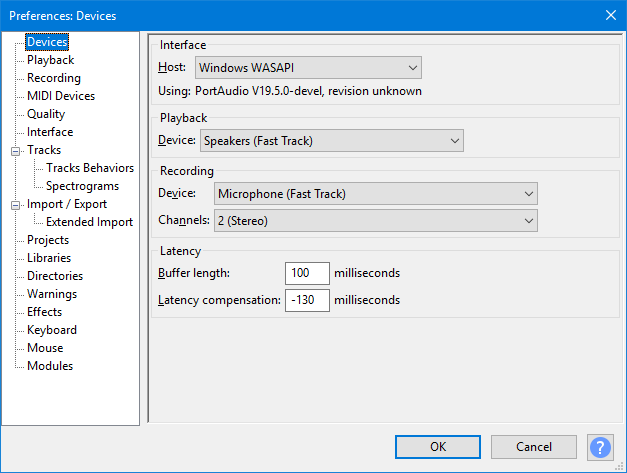 Preferences: Devices
Devices
Playback
Recording
MIDI Devices
Quality
Interface
Tracks
Tracks Behaviors
Spectrograms
Import / Export
Extended Import
Projects
Libraries
Directories
Warnings
Effects
Keyboard
Mouse
Modules
Interface
Host: Windows WASAPI
Using: PortAudio V19.5.0-devel, revision unknown
Playback
Device: Speakers (Fast Track)
Recording
Device: Microphone (Fast Track)
Channels: 2 (Stereo)
Latency
Buffer length: 100 milliseconds
Latency compensation: -130 milliseconds
OK Cancel ?